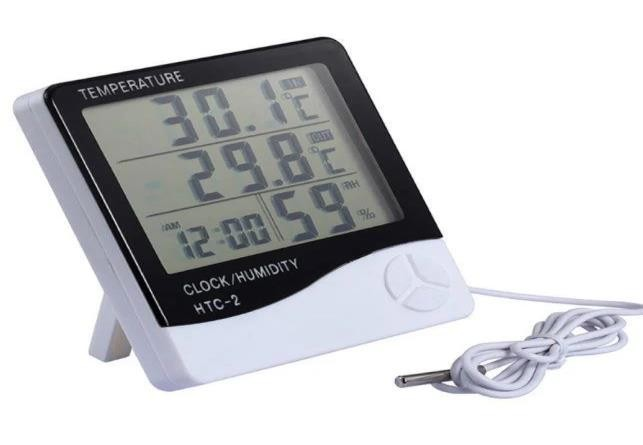 TEMPERATURE
30.1°C IN
29.8°C OUT
AM 12:00 59% RH
CLOCK/HUMIDITY
HTC-2